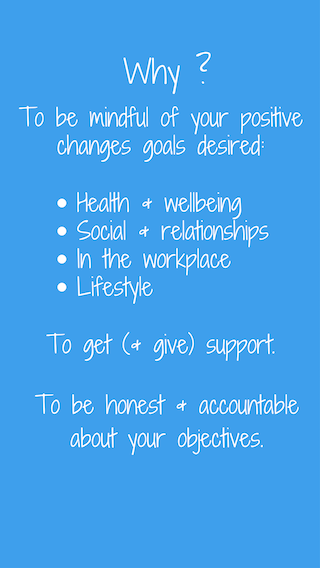 Why ?
To be mindful of your positive
changes goals desired:
• Health & wellbeing
• Social & relationships
• In the workplace
• Lifestyle
To get (& give) support.
To be honest & accountable
about your objectives.